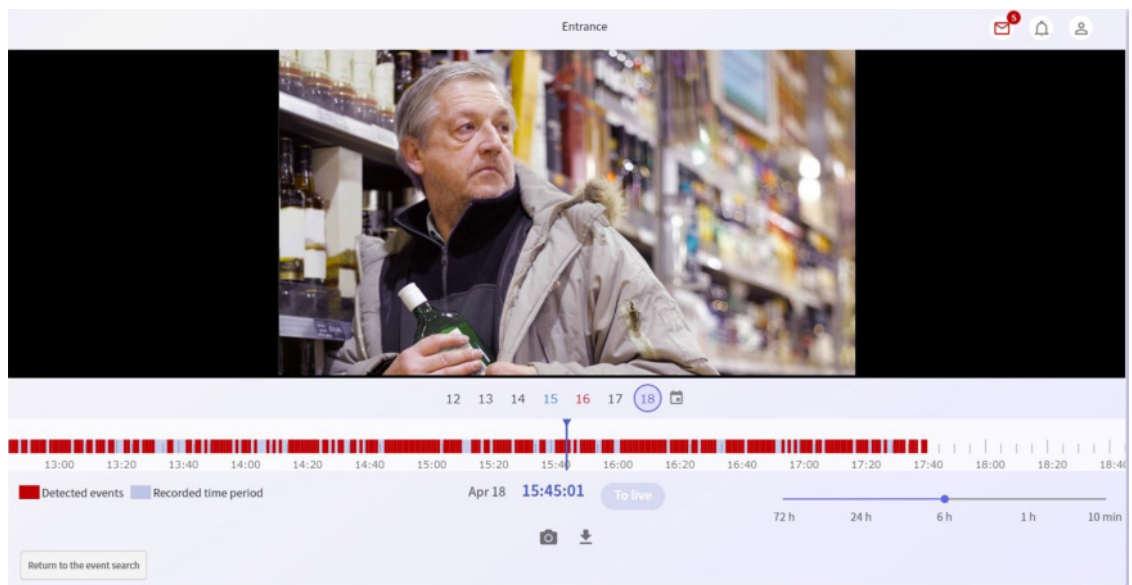 Entrance
5
12 13 14 15 16 17 18
13:00 13:20 13:40 14:00 14:20 14:40 15:00 15:20 15:40 16:00 16:20 16:40 17:00 17:20 17:40 18:00 18:20
Detected events Recorded time period Apr 18 15:45:01 To live
72 h 24 h 6 h 1 h 10 min
Return to the event search